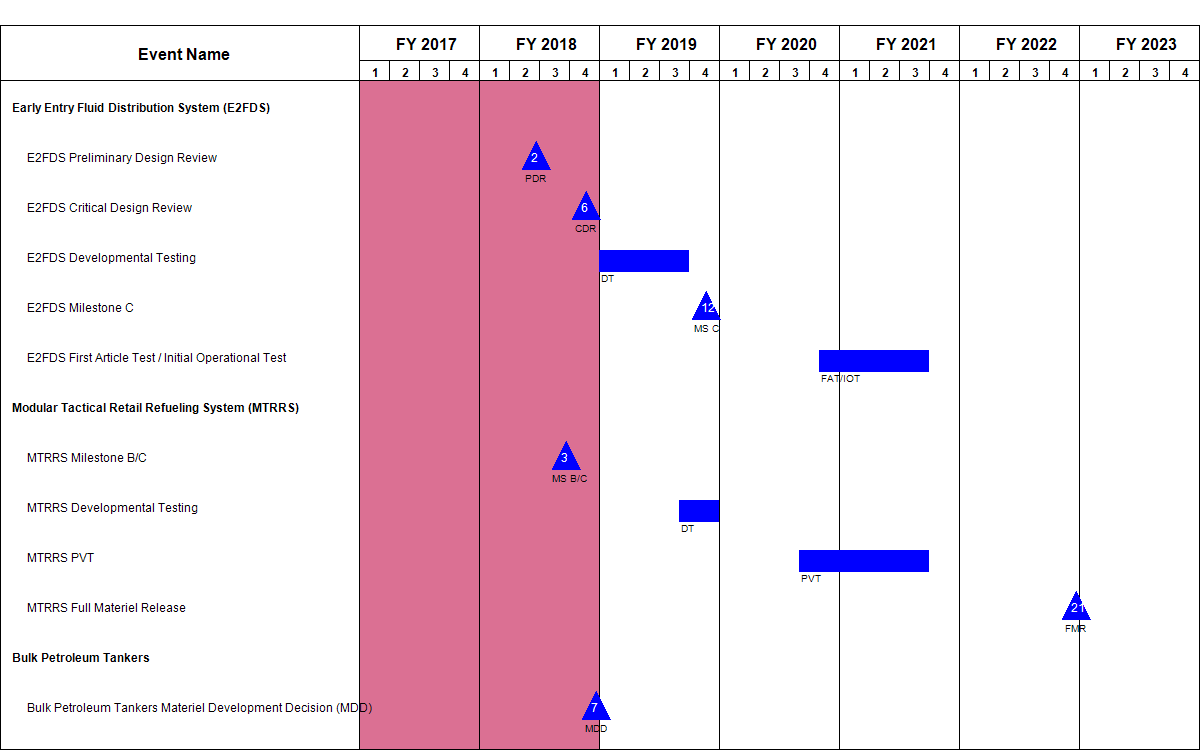 Event Name FY 2017 FY 2018 FY 2019 FY 2020 FY 2021 FY 2022 FY 2023
1 2 3 4 1 2 3 4 1 2 3 4 1 2 3 4 1 2 3 4 1 2 3 4 1 2 3 4
Early Entry Fluid Distribution System (E2FDS)
E2FDS Preliminary Design Review 2
PDR
E2FDS Critical Design Review 6
CDR
E2FDS Developmental Testing
DT
E2FDS Milestone C 12
MS C
E2FDS First Article Test / Initial Operational Test
FAT/IOT
Modular Tactical Retail Refueling System (MTRRS)
MTRRS Milestone B/C 3
MS B/C
MTRRS Developmental Testing
DT
MTRRS PVT
PVT
MTRRS Full Materiel Release 21
FMR
Bulk Petroleum Tankers
Bulk Petroleum Tankers Materiel Development Decision (MDD) 7
MDD